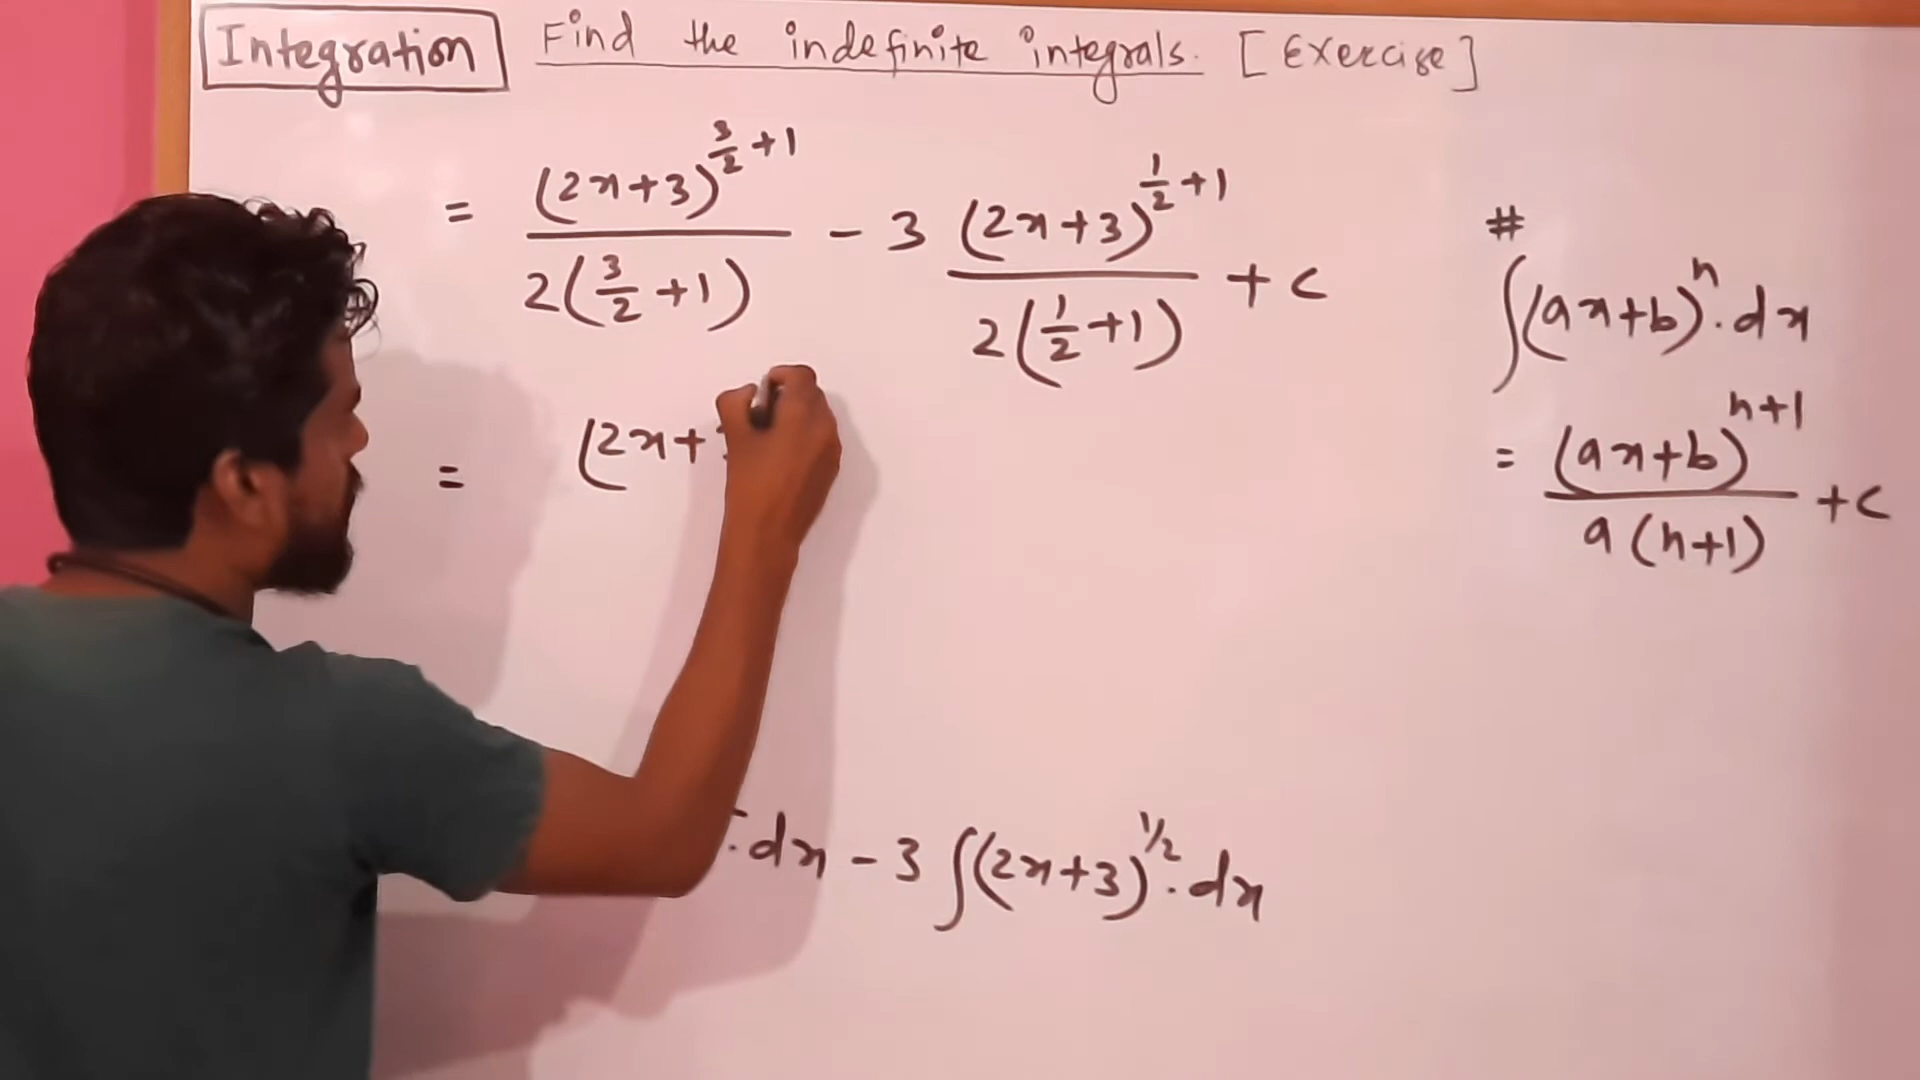 Integration Find the indefinite integrals. [Exercise]
= (2x+3)^(3/2 +1) / 2(3/2 +1) - 3 (2x+3)^(1/2 +1) / 2(1/2 +1) + c
= (2x+
. dx - 3 ∫(2x+3)^1/2 . dx
#
∫(ax+b)^n . dx
= (ax+b)^(n+1) / a(n+1) + c